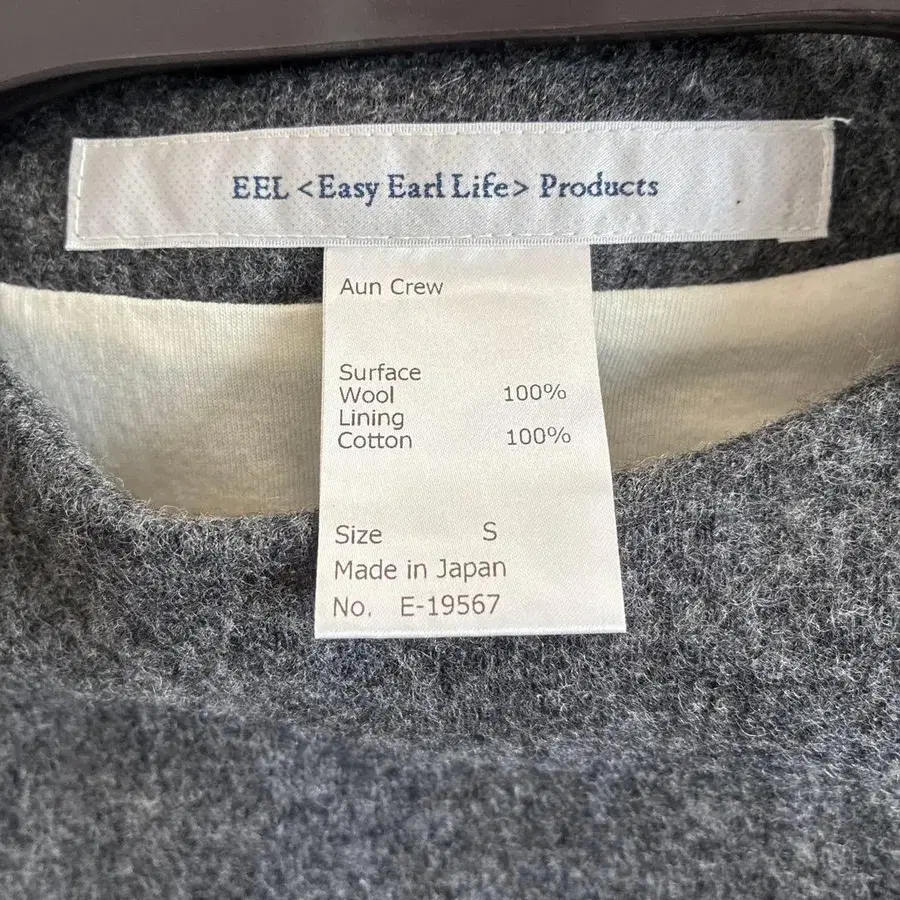 EEL <Easy Earl Life> Products
Aun Crew
Surface
Wool 100%
Lining
Cotton 100%
Size S
Made in Japan
No. E-19567